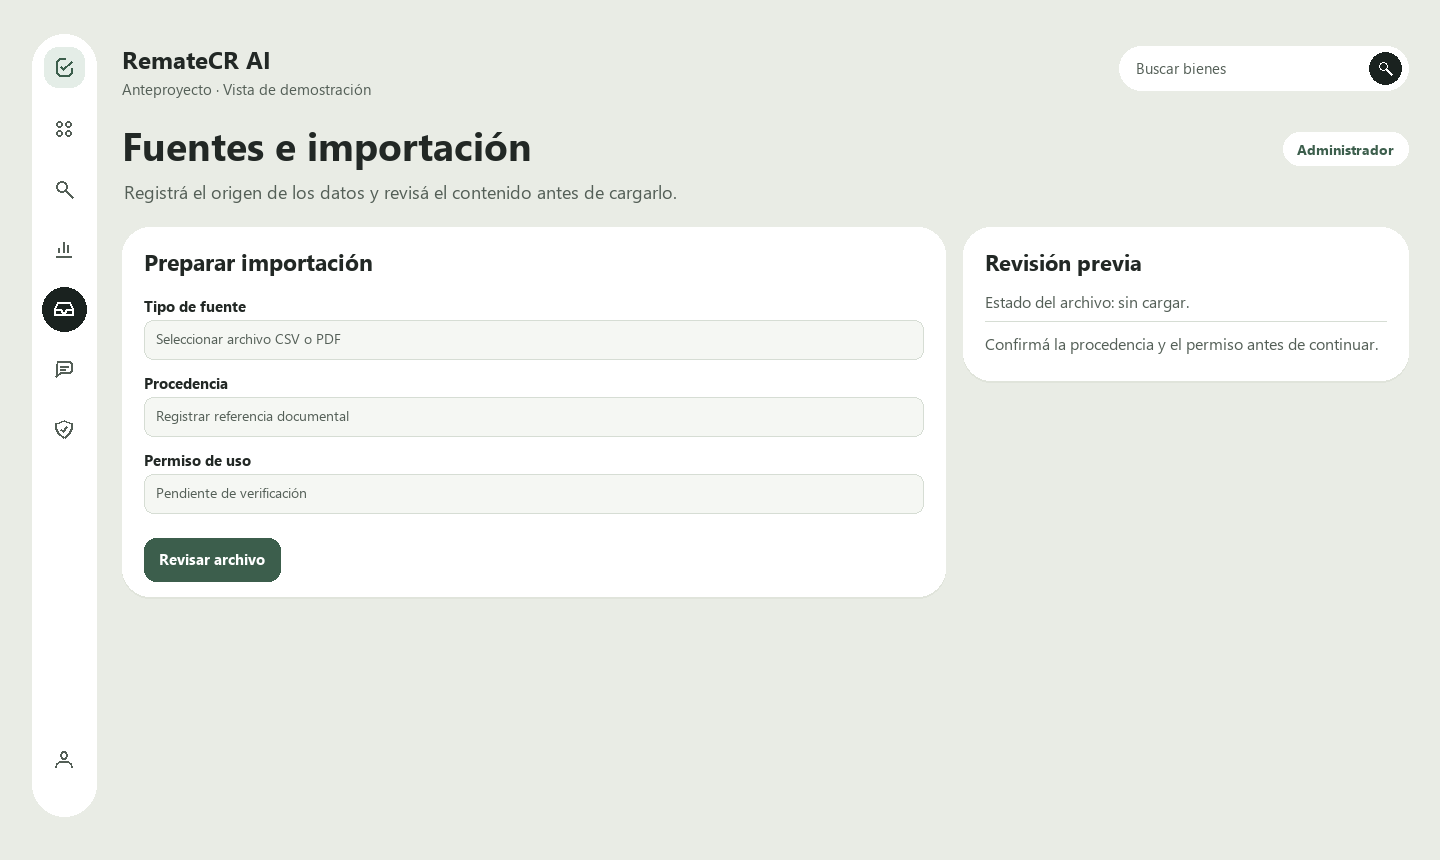 RemateCR AI
Anteproyecto · Vista de demostración
Buscar bienes
Fuentes e importación
Administrador
Registrá el origen de los datos y revisá el contenido antes de cargarlo.
Preparar importación
Tipo de fuente
Seleccionar archivo CSV o PDF
Procedencia
Registrar referencia documental
Permiso de uso
Pendiente de verificación
Revisar archivo
Revisión previa
Estado del archivo: sin cargar.
Confirmá la procedencia y el permiso antes de continuar.